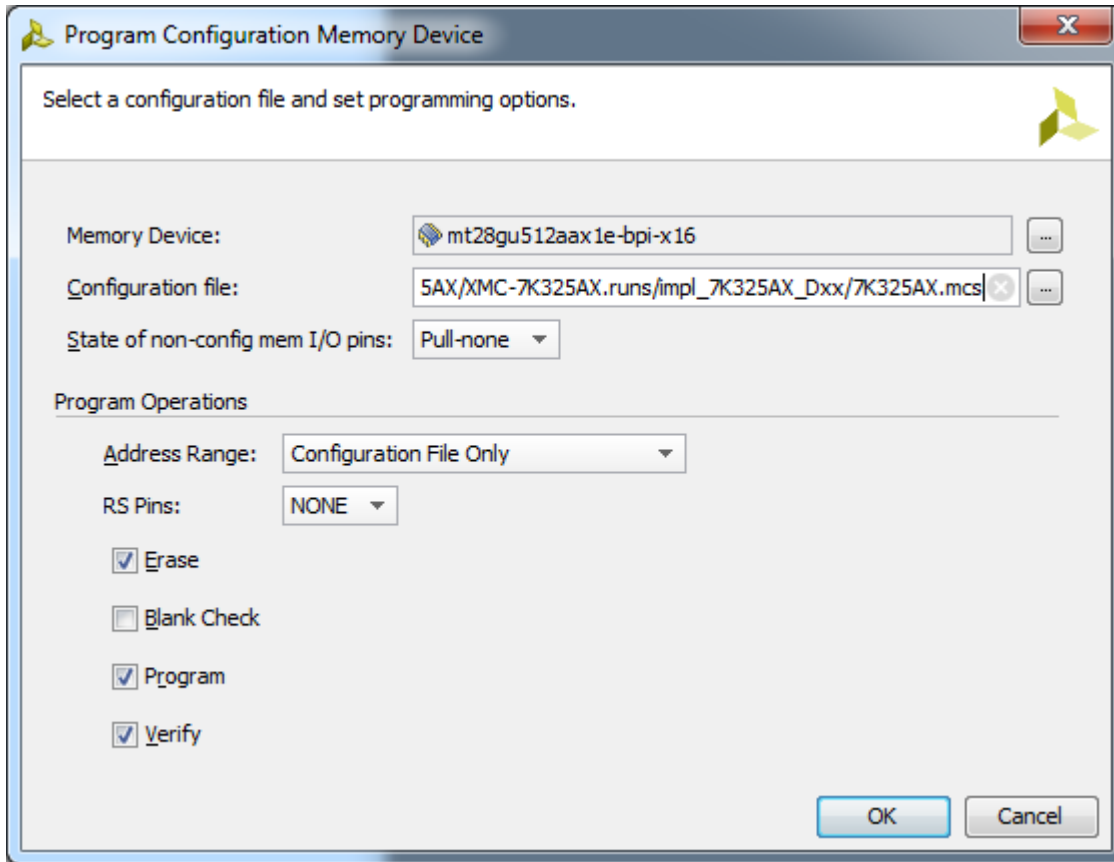 Program Configuration Memory Device
Select a configuration file and set programming options.
Memory Device: mt28gu512aax1e-bpi-x16 ...
Configuration file: 5AX/XMC-7K325AX.runs/impl_7K325AX_Dxx/7K325AX.mcs ...
State of non-config mem I/O pins: Pull-none
Program Operations
Address Range: Configuration File Only
RS Pins: NONE
Erase
Blank Check
Program
Verify
OK Cancel